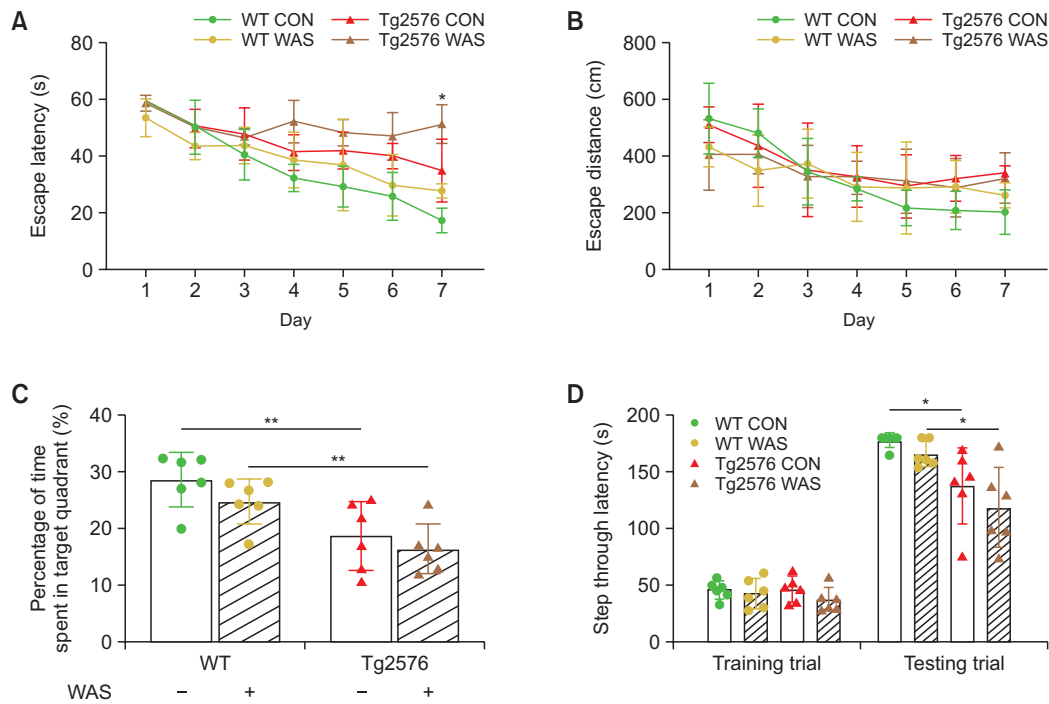 A
WT CON
Tg2576 CON
WT WAS
Tg2576 WAS
Escape latency (s)
80
60
40
20
0
*
1 2 3 4 5 6 7
Day
B
WT CON
Tg2576 CON
WT WAS
Tg2576 WAS
Escape distance (cm)
800
600
400
200
0
1 2 3 4 5 6 7
Day
C
Percentage of time
spent in target quadrant (%)
40
30
20
10
0
**
**
WT Tg2576
WAS − + − +
D
Step through latency (s)
200
150
100
50
0
WT CON
WT WAS
Tg2576 CON
Tg2576 WAS
*
*
Training trial Testing trial